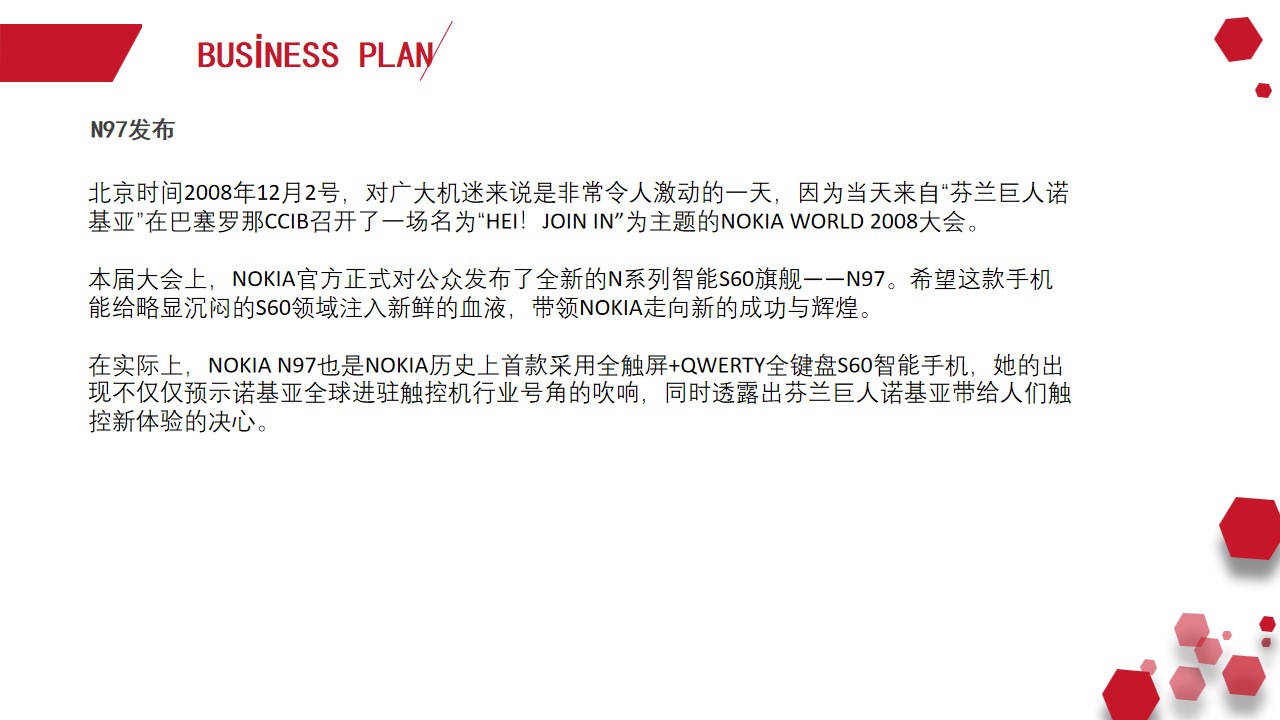 BUSİNESS PLAN
N97发布
北京时间2008年12月2号，对广大机迷来说是非常令人激动的一天，因为当天来自“芬兰巨人诺
基亚”在巴塞罗那CCIB召开了一场名为“HEI！JOIN IN”为主题的NOKIA WORLD 2008大会。
本届大会上，NOKIA官方正式对公众发布了全新的N系列智能S60旗舰——N97。希望这款手机
能给略显沉闷的S60领域注入新鲜的血液，带领NOKIA走向新的成功与辉煌。
在实际上，NOKIA N97也是NOKIA历史上首款采用全触屏+QWERTY全键盘S60智能手机，她的出
现不仅仅预示诺基亚全球进驻触控机行业号角的吹响，同时透露出芬兰巨人诺基亚带给人们触
控新体验的决心。